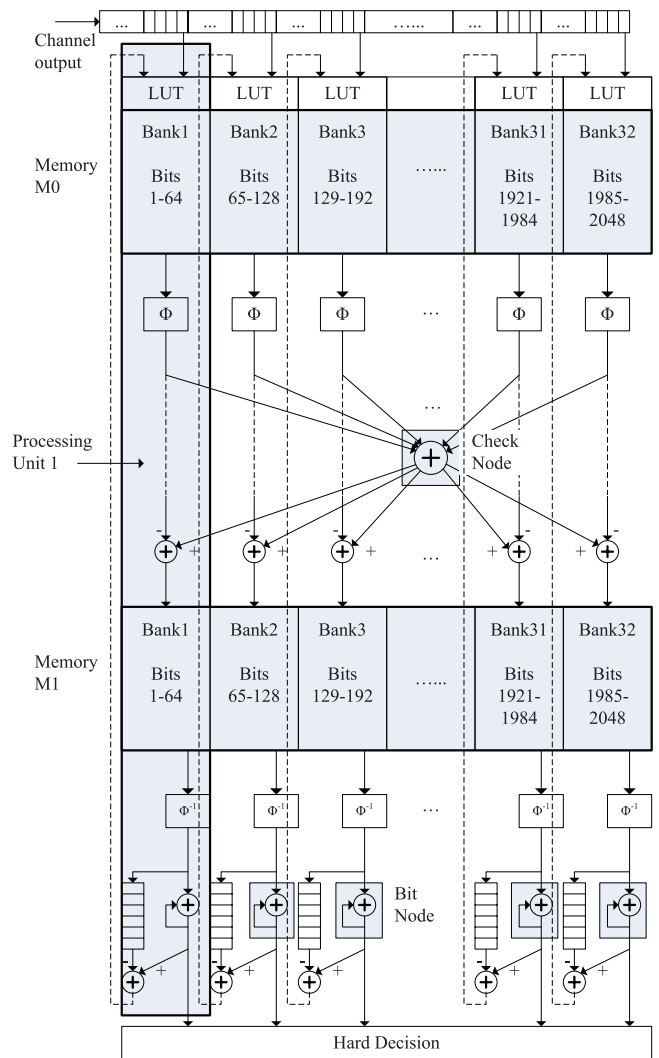 ... ... ... ... ...... ... ...
Channel
output
LUT LUT LUT LUT LUT
Memory
M0
Bank1 Bank2 Bank3 Bank31 Bank32
...... 
Bits Bits Bits Bits Bits
1-64 65-128 129-192 1921-
1984 1985-
2048
Φ Φ Φ ... Φ Φ
...
Processing
Unit 1
+
Check
Node
- - - - -
+ + + + + + ... + + + +
Memory
M1
Bank1 Bank2 Bank3 Bank31 Bank32
......
Bits Bits Bits Bits Bits
1-64 65-128 129-192 1921-
1984 1985-
2048
Φ-1 Φ-1 Φ-1 ... Φ-1 Φ-1
+ + + + +
Bit
Node
- - - - -
+ + + + + + + + + +
Hard Decision